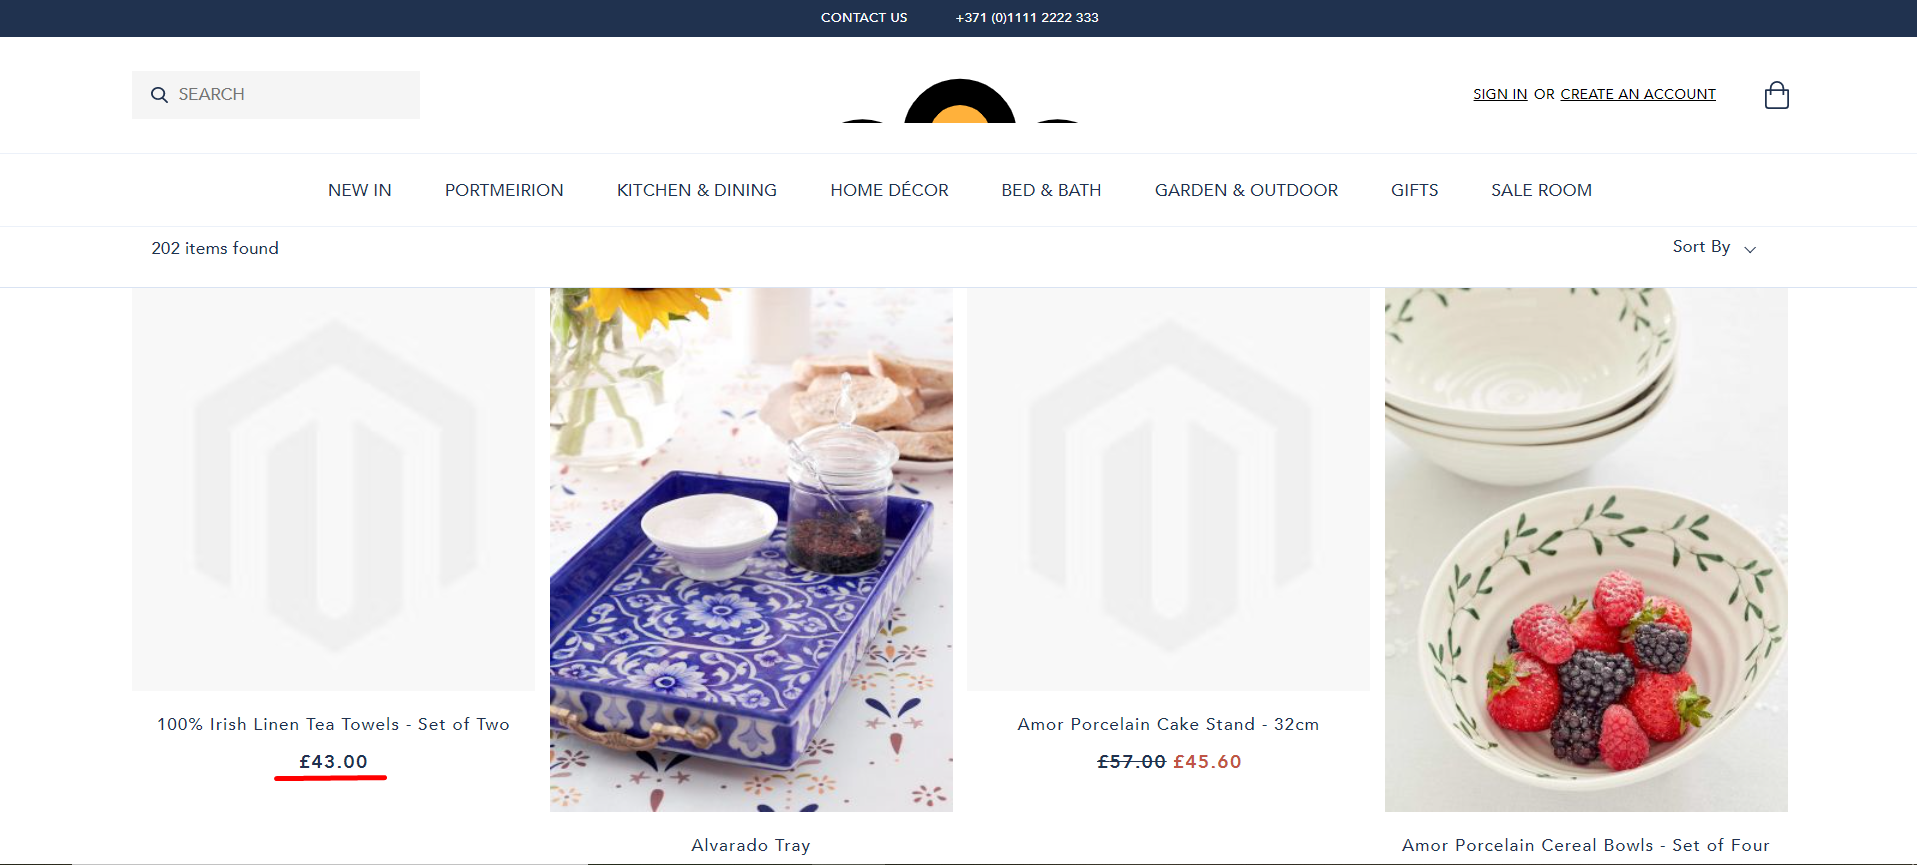 CONTACT US +371 (0)1111 2222 333
SEARCH
SIGN IN OR CREATE AN ACCOUNT
NEW IN PORTMEIRION KITCHEN & DINING HOME DÉCOR BED & BATH GARDEN & OUTDOOR GIFTS SALE ROOM
202 items found
Sort By
100% Irish Linen Tea Towels - Set of Two
£43.00
Alvarado Tray
Amor Porcelain Cake Stand - 32cm
£57.00 £45.60
Amor Porcelain Cereal Bowls - Set of Four